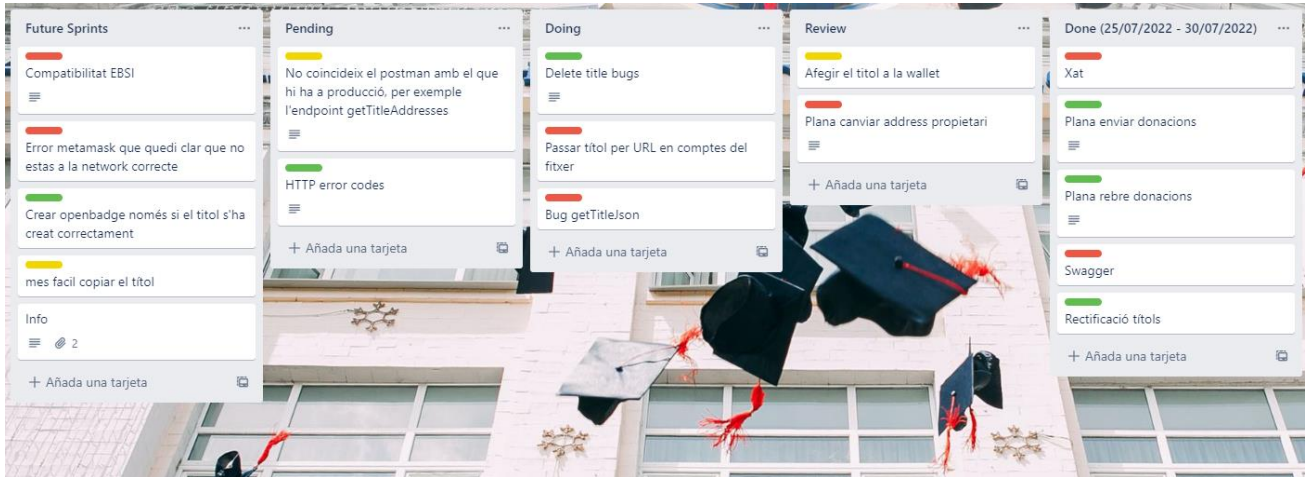 Future Sprints
Compatibilitat EBSI
Error metamask que quedi clar que no
estas a la network correcte
Crear openbadge només si el titol s'ha
creat correctament
mes facil copiar el títol
Info
2
+ Añada una tarjeta
Pending
No coincideix el postman amb el que
hi ha a producció, per exemple
l'endpoint getTitleAddresses
HTTP error codes
+ Añada una tarjeta
Doing
Delete title bugs
Passar títol per URL en comptes del
fitxer
Bug getTitleJson
+ Añada una tarjeta
Review
Afegir el titol a la wallet
Plana canviar address propietari
+ Añada una tarjeta
Done (25/07/2022 - 30/07/2022)
Xat
Plana enviar donacions
Plana rebre donacions
Swagger
Rectificació títols
+ Añada una tarjeta